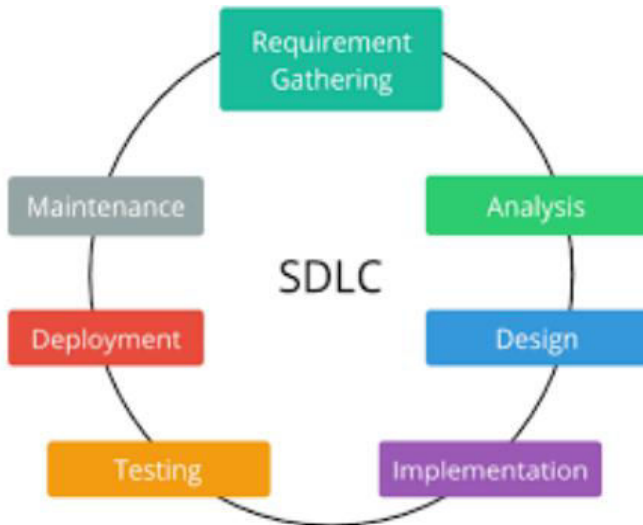 Requirement
Gathering
Maintenance
Analysis
SDLC
Deployment
Design
Testing
Implementation